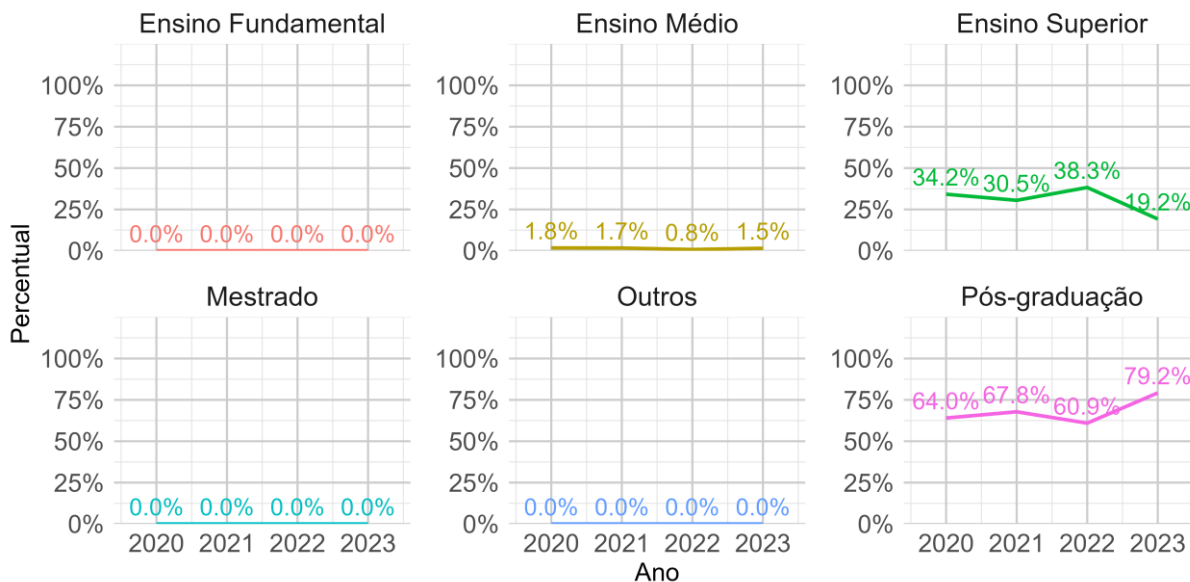 Ensino Fundamental Ensino Médio Ensino Superior
100% 100% 100%
75% 75% 75%
50% 50% 50%
25% 25% 25%
0% 0% 0%
0.0% 0.0% 0.0% 0.0%
1.8% 1.7% 0.8% 1.5%
34.2% 30.5% 38.3% 19.2%
Percentual
Mestrado Outros Pós-graduação
100% 100% 100%
75% 75% 75%
50% 50% 50%
25% 25% 25%
0% 0% 0%
0.0% 0.0% 0.0% 0.0%
0.0% 0.0% 0.0% 0.0%
64.0% 67.8% 60.9% 79.2%
2020 2021 2022 2023 2020 2021 2022 2023 2020 2021 2022 2023
Ano